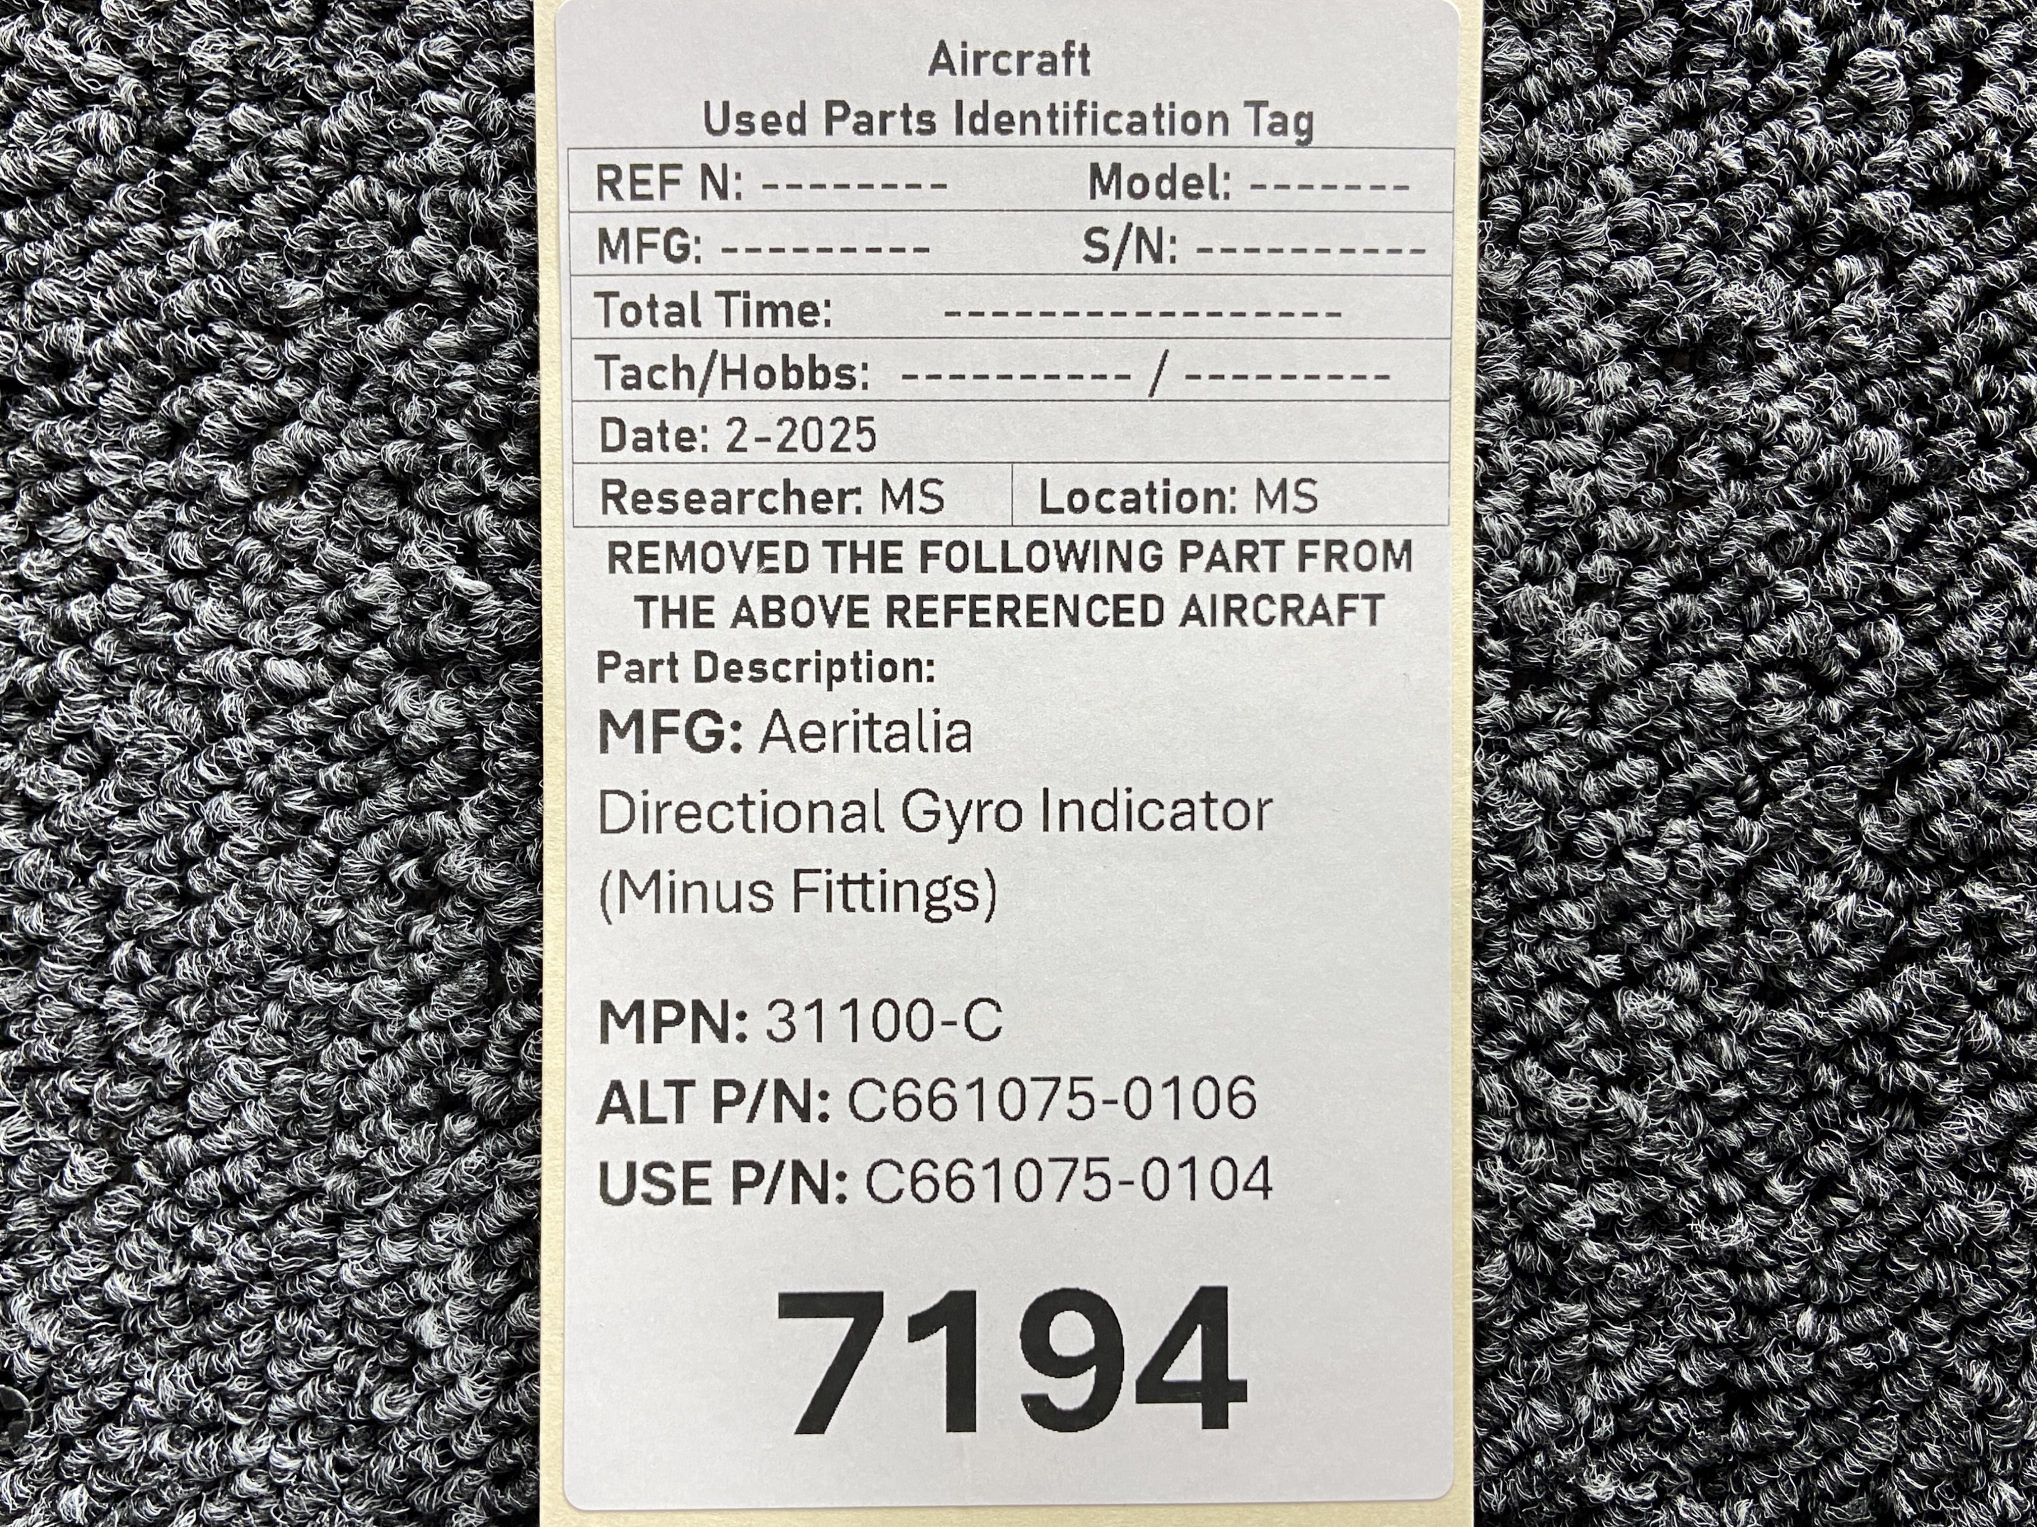 Aircraft
Used Parts Identification Tag
REF N: -------- Model: -------
MFG: --------- S/N: ----------
Total Time: -----------------
Tach/Hobbs: ---------- / ---------
Date: 2-2025
Researcher: MS Location: MS
REMOVED THE FOLLOWING PART FROM
THE ABOVE REFERENCED AIRCRAFT
Part Description:
MFG: Aeritalia
Directional Gyro Indicator
(Minus Fittings)
MPN: 31100-C
ALT P/N: C661075-0106
USE P/N: C661075-0104
7194